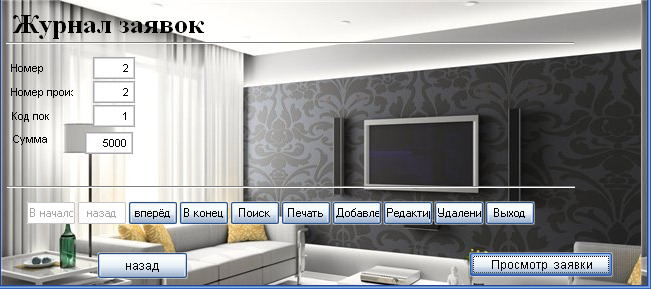 Журнал заявок
Номер 2
Номер прои 2
Код пок 1
Сумма 5000
В начало назад вперёд В конец Поиск Печать Добавле Редактир Удалени Выход
назад Просмотр заявки